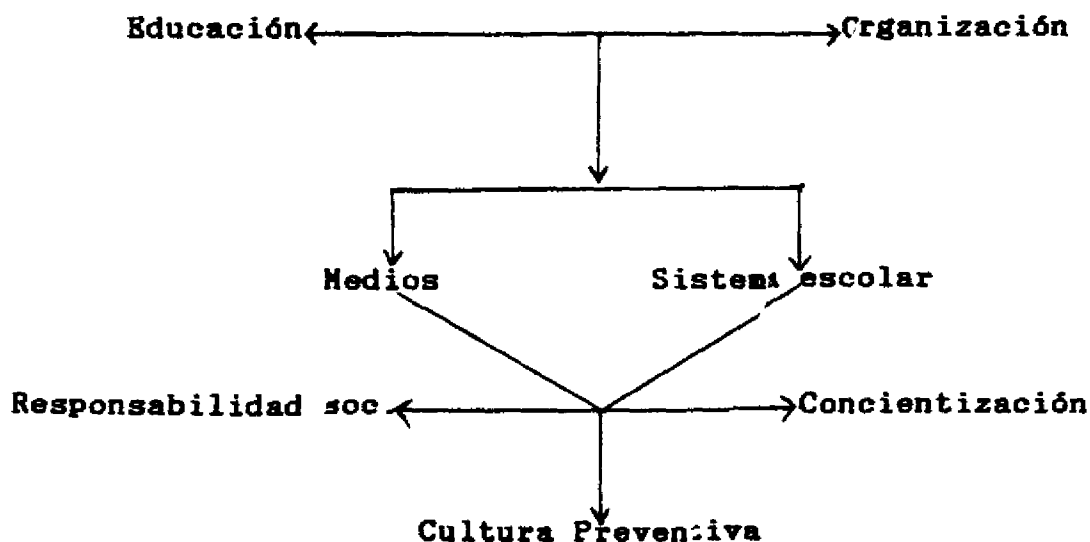 Educación Organización
Medios Sistema escolar
Responsabilidad soc. Concientización
Cultura Preventiva